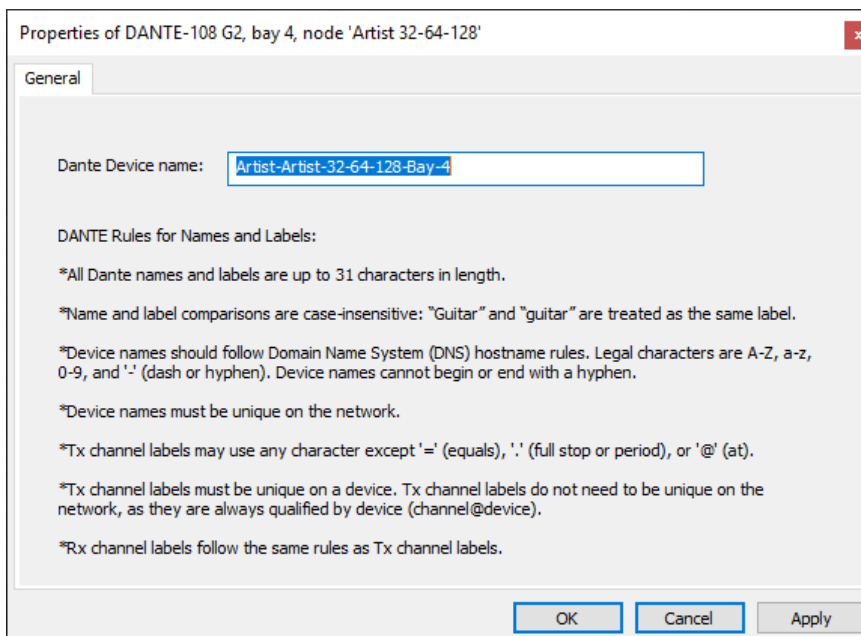 Properties of DANTE-108 G2, bay 4, node 'Artist 32-64-128'
x
General
Dante Device name: Artist-Artist-32-64-128-Bay-4
DANTE Rules for Names and Labels:
*All Dante names and labels are up to 31 characters in length.
*Name and label comparisons are case-insensitive: "Guitar" and "guitar" are treated as the same label.
*Device names should follow Domain Name System (DNS) hostname rules. Legal characters are A-Z, a-z,
0-9, and '-' (dash or hyphen). Device names cannot begin or end with a hyphen.
*Device names must be unique on the network.
*Tx channel labels may use any character except '=' (equals), '.' (full stop or period), or '@' (at).
*Tx channel labels must be unique on a device. Tx channel labels do not need to be unique on the
network, as they are always qualified by device (channel@device).
*Rx channel labels follow the same rules as Tx channel labels.
OK Cancel Apply